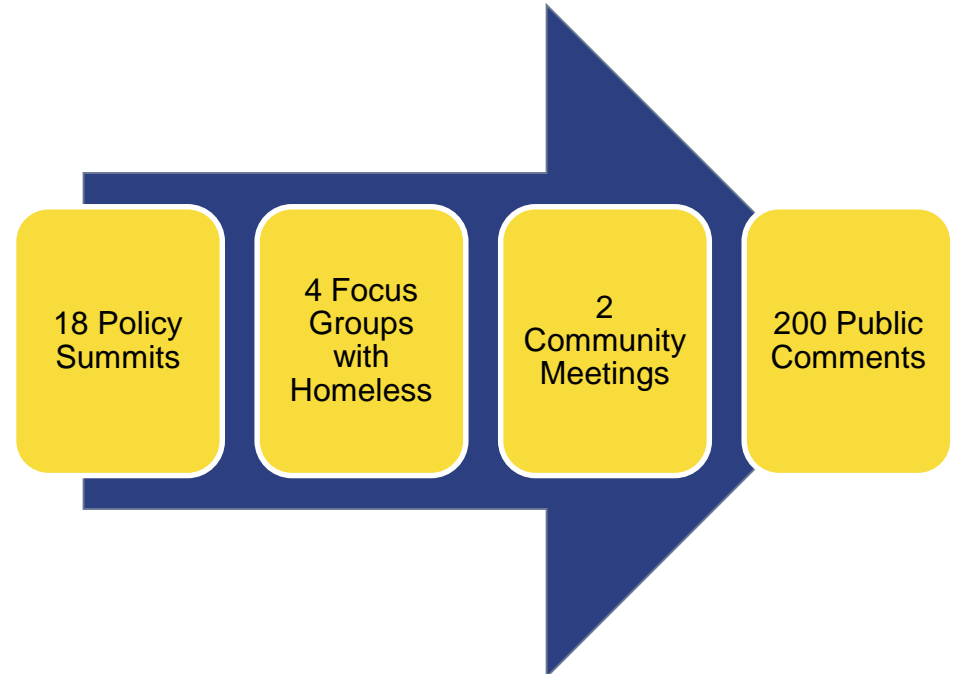 18 Policy
Summits
4 Focus
Groups
with
Homeless
2
Community
Meetings
200 Public
Comments